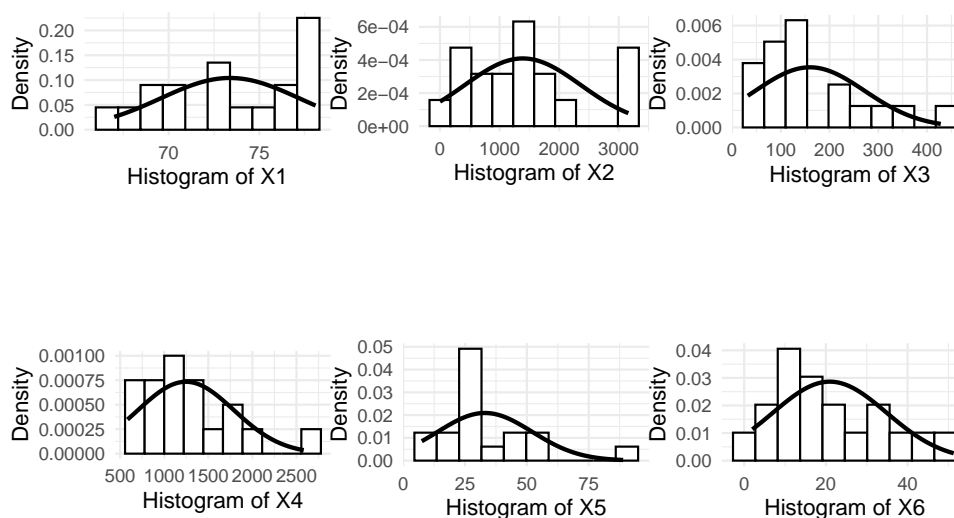 Density
0.20
0.15
0.10
0.05
0.00
70 75
Histogram of X1
Density
6e−04
4e−04
2e−04
0e+00
0 1000 2000 3000
Histogram of X2
Density
0.006
0.004
0.002
0.000
0 100 200 300 400
Histogram of X3
Density
0.00100
0.00075
0.00050
0.00025
0.00000
500 1000 1500 2000 2500
Histogram of X4
Density
0.05
0.04
0.03
0.02
0.01
0.00
0 25 50 75
Histogram of X5
Density
0.04
0.03
0.02
0.01
0.00
0 20 40
Histogram of X6